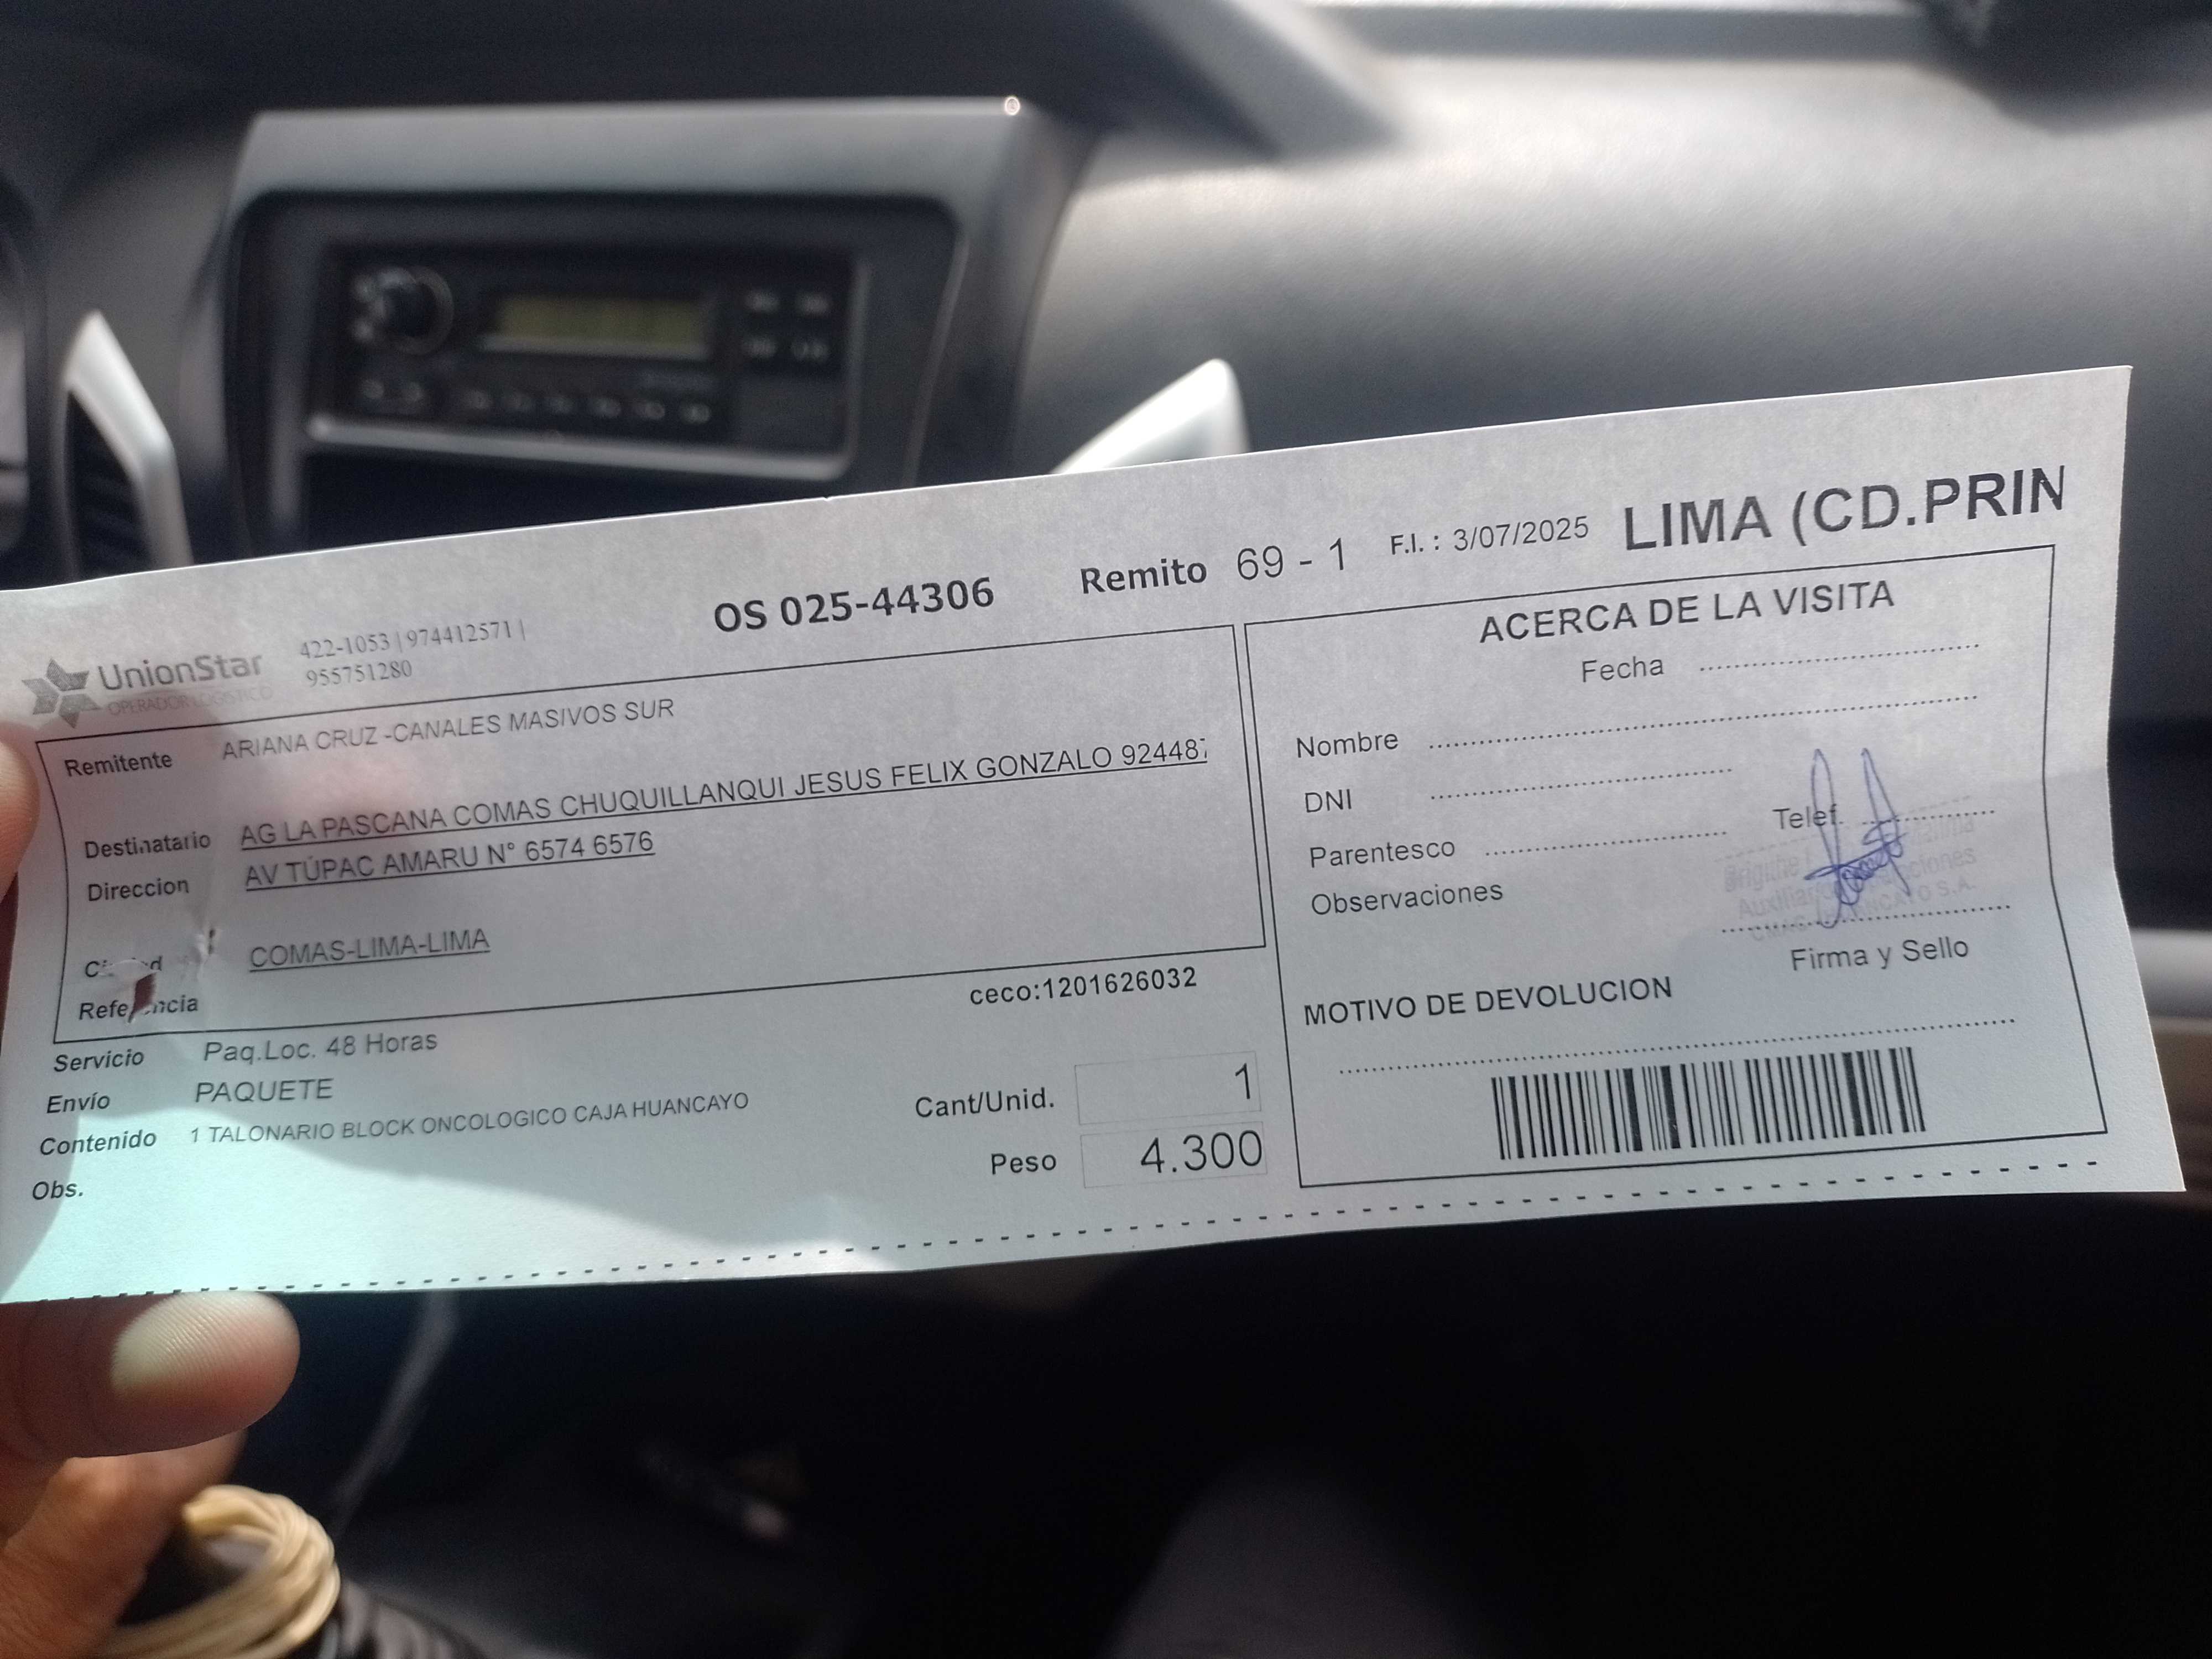 OS 025-44306 Remito 69 - 1 F.I. : 3/07/2025 LIMA (CD.PRIN
UnionStar 422-1053 | 974412571 |
OPERADOR LOGISTICO 955751280
Remitente ARIANA CRUZ -CANALES MASIVOS SUR
Destinatario AG LA PASCANA COMAS CHUQUILLANQUI JESUS FELIX GONZALO 92448
Direccion AV TÚPAC AMARU N° 6574 6576
COMAS-LIMA-LIMA
ceco:1201626032
Servicio Paq.Loc. 48 Horas
Envío PAQUETE
Contenido 1 TALONARIO BLOCK ONCOLOGICO CAJA HUANCAYO
Obs.
Cant/Unid. 1
Peso 4.300
ACERCA DE LA VISITA
Fecha
Nombre
DNI
Telef.
Parentesco
Observaciones
Firma y Sello
MOTIVO DE DEVOLUCION